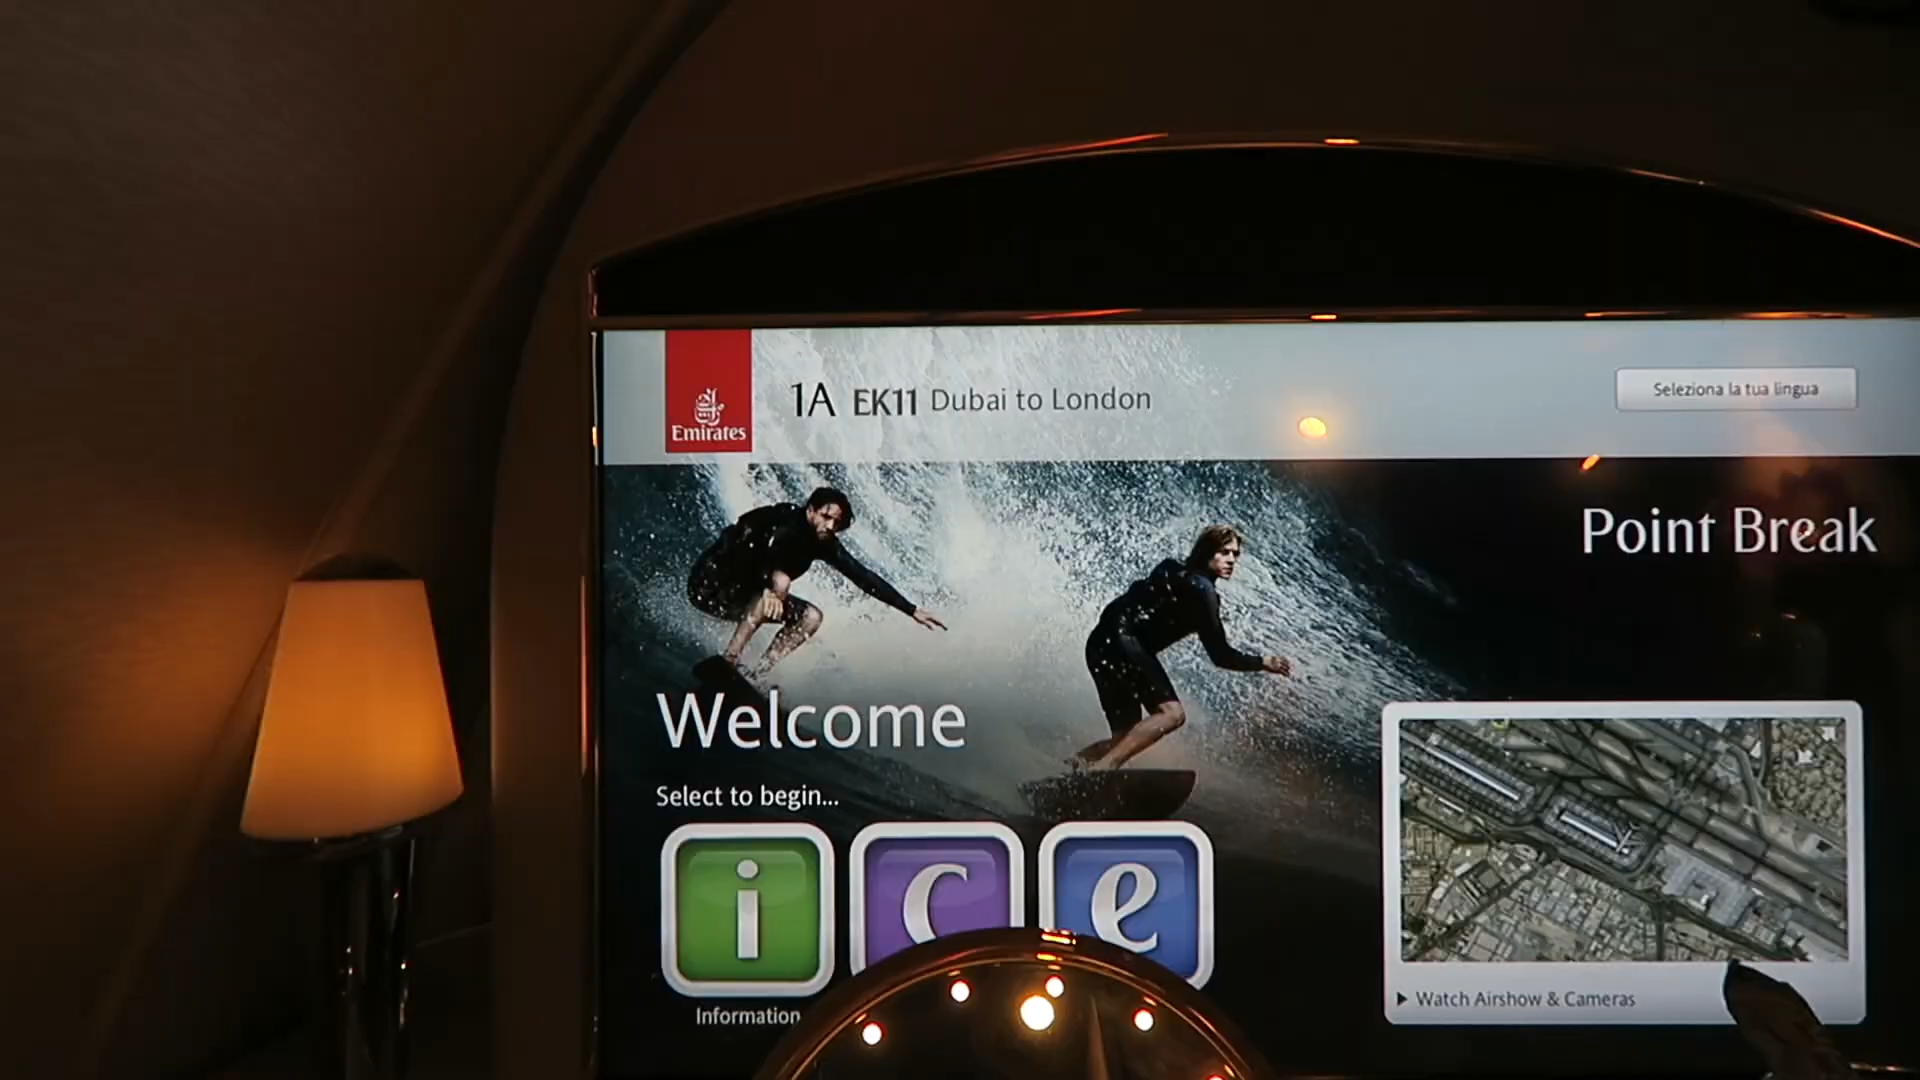 Emirates
1A EK11 Dubai to London
Seleziona la tua lingua
Point Break
Welcome
Select to begin...
i c e
Information
Watch Airshow & Cameras